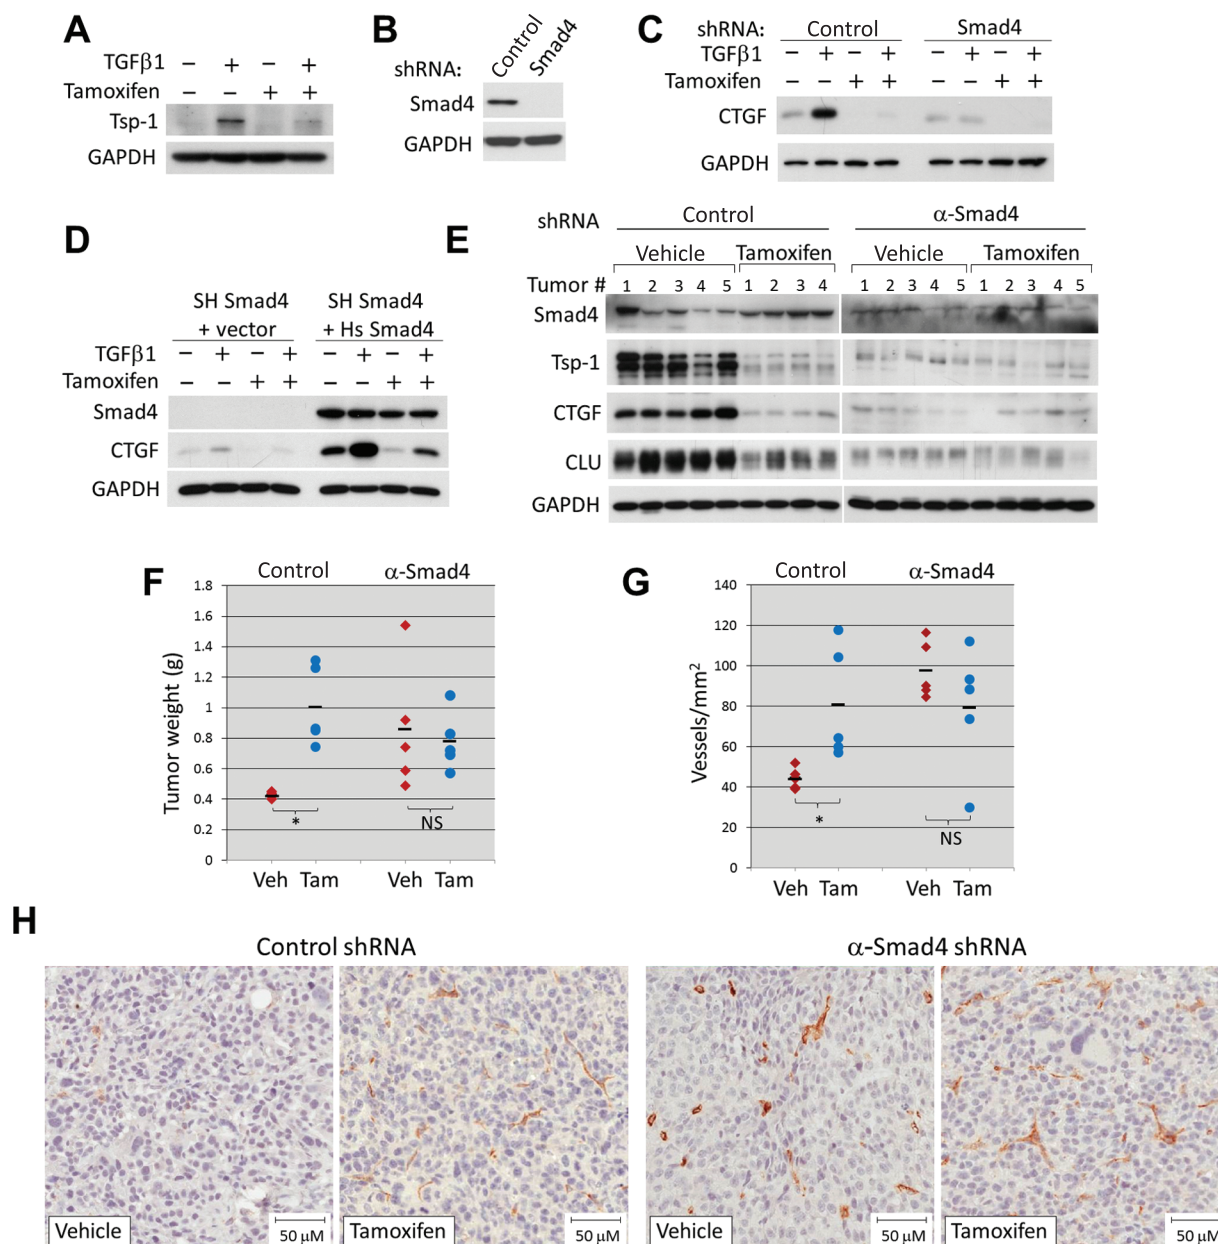 A
TGFβ1 − + − +
Tamoxifen − − + +
Tsp-1
GAPDH
B
shRNA: Control Smad4
Smad4
GAPDH
C
shRNA: Control Smad4
TGFβ1 − + − + − + − +
Tamoxifen − − + + − − + +
CTGF
GAPDH
D
SH Smad4 + vector
SH Smad4 + Hs Smad4
TGFβ1 − + − + − + − +
Tamoxifen − − + + − − + +
Smad4
CTGF
GAPDH
E
shRNA Control α-Smad4
Vehicle Tamoxifen Vehicle Tamoxifen
Tumor # 1 2 3 4 5 1 2 3 4 1 2 3 4 5 1 2 3 4 5
Smad4
Tsp-1
CTGF
CLU
GAPDH
F
Control α-Smad4
Tumor weight (g)
1.8
1.6
1.4
1.2
1
0.8
0.6
0.4
0.2
0
* NS
Veh Tam Veh Tam
G
Control α-Smad4
Vessels/mm²
140
120
100
80
60
40
20
0
* NS
Veh Tam Veh Tam
H
Control shRNA α-Smad4 shRNA
Vehicle 50 µM
Tamoxifen 50 µM
Vehicle 50 µM
Tamoxifen 50 µM